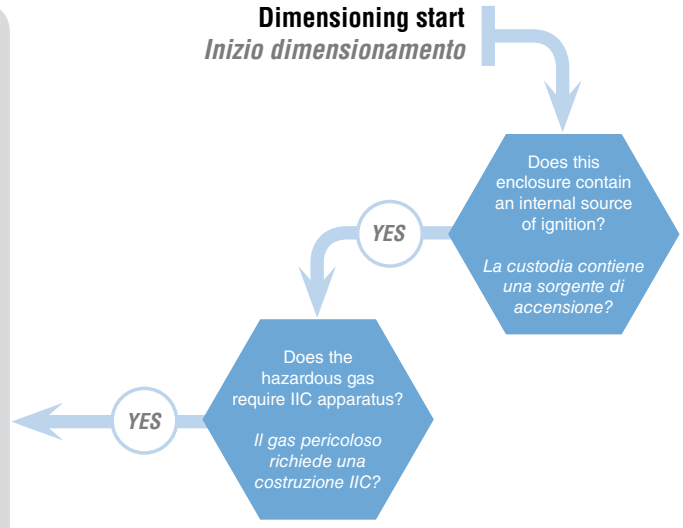 Dimensioning start
Inizio dimensionamento
Does this
enclosure contain
an internal source
of ignition?
La custodia contiene
una sorgente di
accensione?
YES
Does the
hazardous gas
require IIC apparatus?
Il gas pericoloso
richiede una
costruzione IIC?
YES